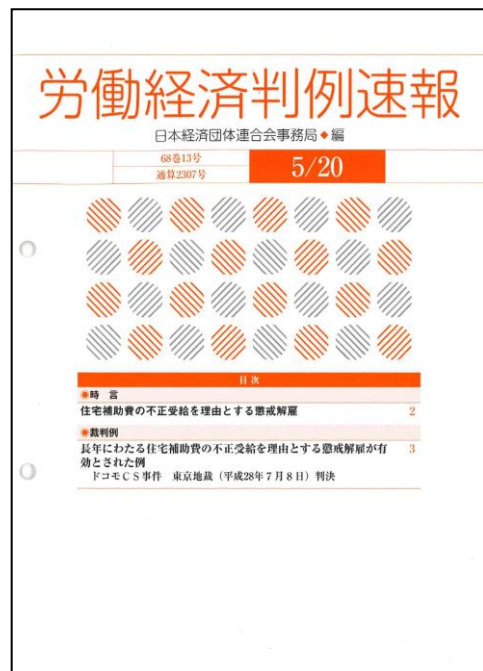 労働経済判例速報
日本経済団体連合会事務局◆編
68巻13号
通算2307号
5/20
目次
◉時 言
住宅補助費の不正受給を理由とする懲戒解雇 2
◉裁判例
長年にわたる住宅補助費の不正受給を理由とする懲戒解雇が有 3
効とされた例
ドコモCS事件 東京地裁（平成28年7月8日）判決